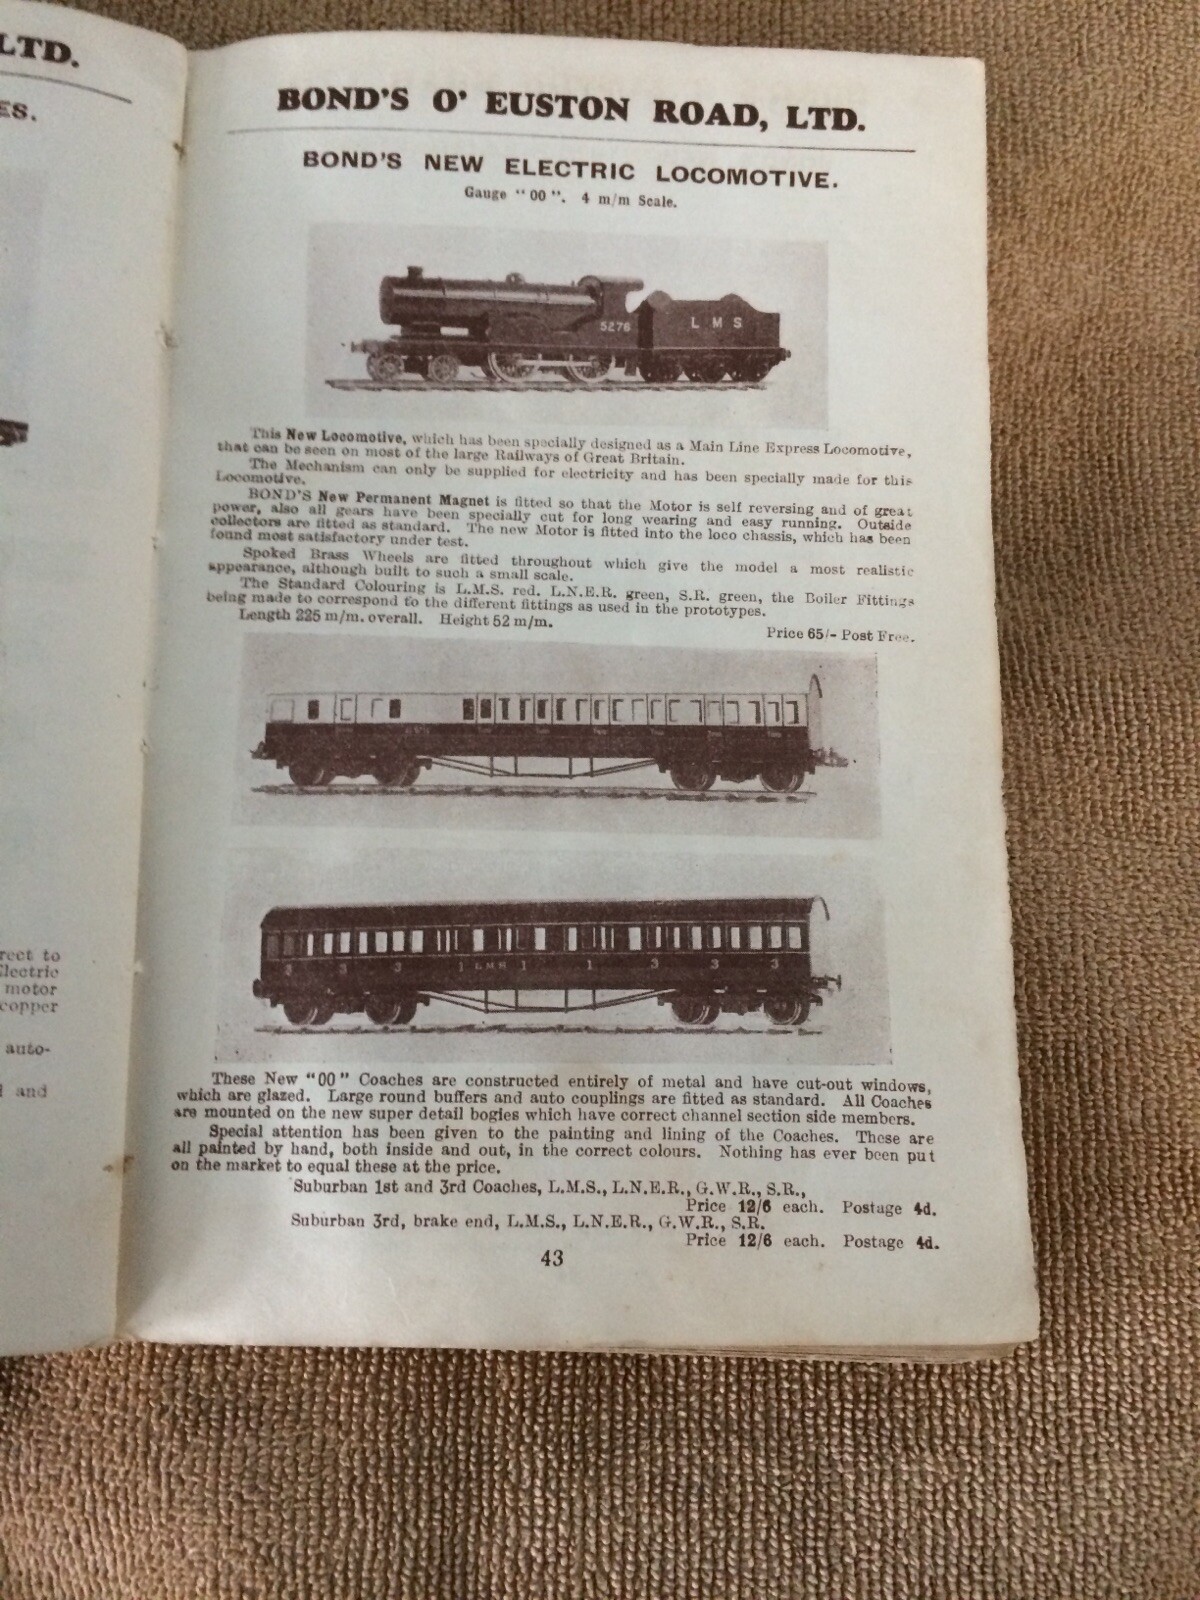 LTD.
ES.
rect to
Electric
motor
copper
auto-
and
BOND'S O' EUSTON ROAD, LTD.
BOND'S NEW ELECTRIC LOCOMOTIVE.
Gauge "00". 4 m/m Scale.
5276
L M S
This New Locomotive, which has been specially designed as a Main Line Express Locomotive,
that can be seen on most of the large Railways of Great Britain.
The Mechanism can only be supplied for electricity and has been specially made for this
Locomotive.
BOND'S New Permanent Magnet is fitted so that the Motor is self reversing and of great
power, also all gears have been specially cut for long wearing and easy running. Outside
collectors are fitted as standard. The new Motor is fitted into the loco chassis, which has been
found most satisfactory under test.
Spoked Brass Wheels are fitted throughout which give the model a most realistic
appearance, although built to such a small scale.
The Standard Colouring is L.M.S. red, L.N.E.R. green, S.R. green, the Boiler Fittings
being made to correspond to the different fittings as used in the prototypes.
Length 225 m/m. overall. Height 52 m/m.
Price 65/- Post Free.
3 3 3 1 LMS 1 1 3 3 3
These New "00" Coaches are constructed entirely of metal and have cut-out windows,
which are glazed. Large round buffers and auto couplings are fitted as standard. All Coaches
are mounted on the new super detail bogies which have correct channel section side members.
Special attention has been given to the painting and lining of the Coaches. These are
all painted by hand, both inside and out, in the correct colours. Nothing has ever been put
on the market to equal these at the price.
Suburban 1st and 3rd Coaches, L.M.S., L.N.E.R., G.W.R., S.R.,
Price 12/6 each. Postage 4d.
Suburban 3rd, brake end, L.M.S., L.N.E.R., G.W.R., S.R.
Price 12/6 each. Postage 4d.
43